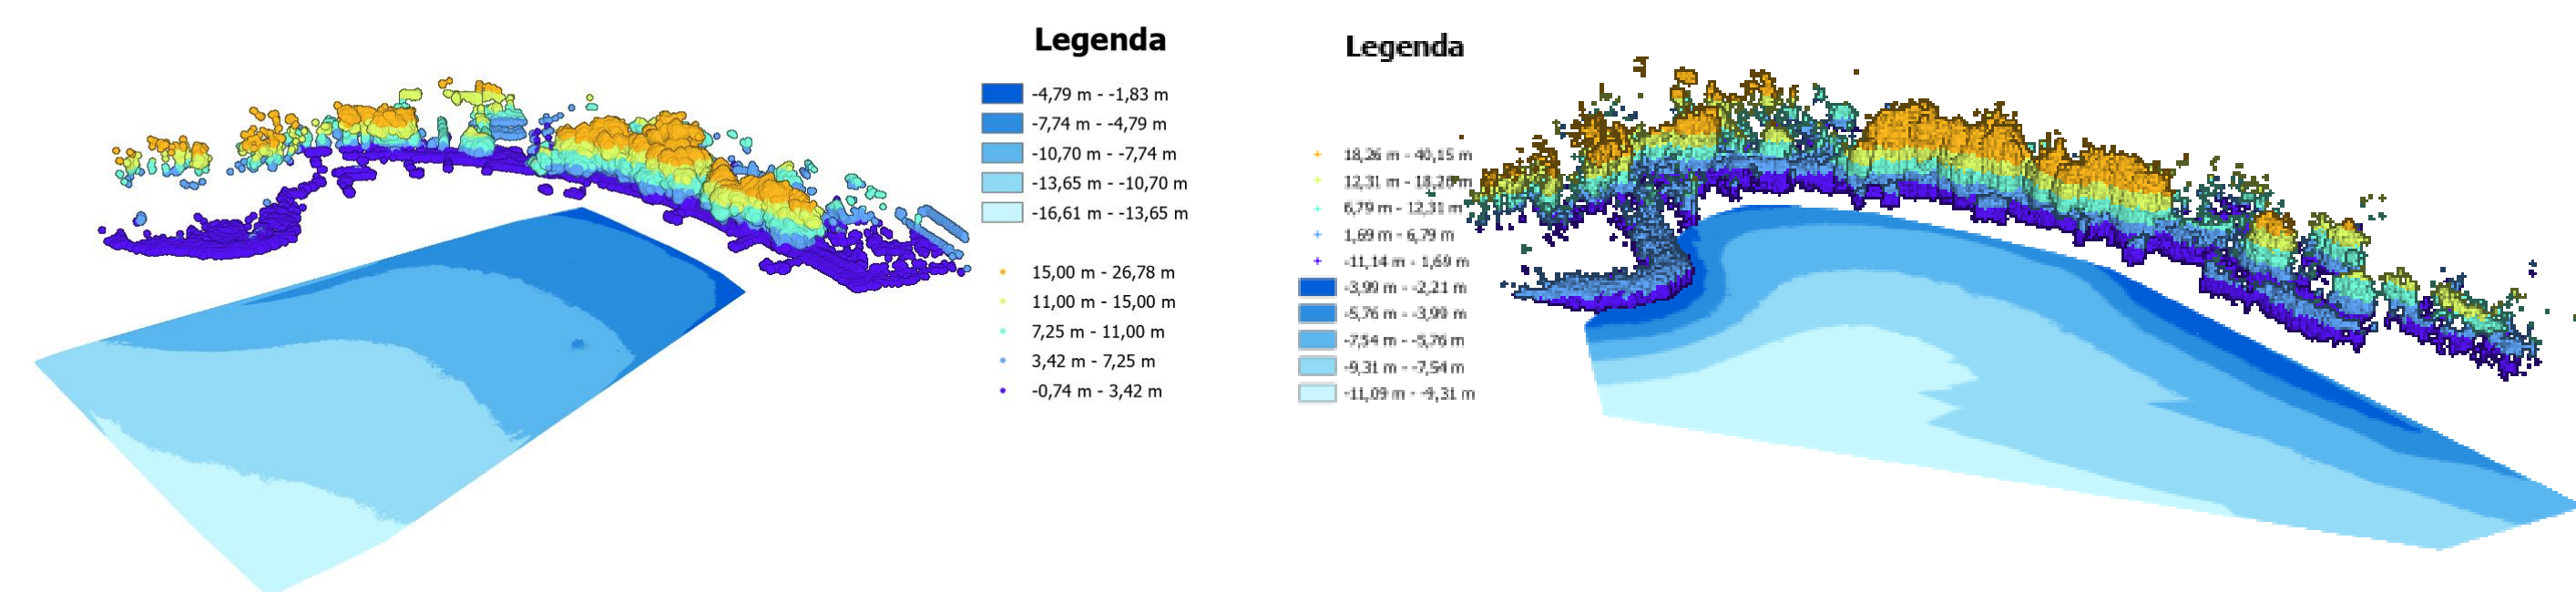 Legenda
-4,79 m - -1,83 m
-7,74 m - -4,79 m
-10,70 m - -7,74 m
-13,65 m - -10,70 m
-16,61 m - -13,65 m
15,00 m - 26,78 m
11,00 m - 15,00 m
7,25 m - 11,00 m
3,42 m - 7,25 m
-0,74 m - 3,42 m
Legenda
18,26 m - 40,15 m
12,31 m - 18,26 m
6,79 m - 12,31 m
1,69 m - 6,79 m
-11,14 m - 1,69 m
-3,99 m - -2,21 m
-5,76 m - -3,99 m
-7,54 m - -5,76 m
-9,31 m - -7,54 m
-11,09 m - -9,31 m